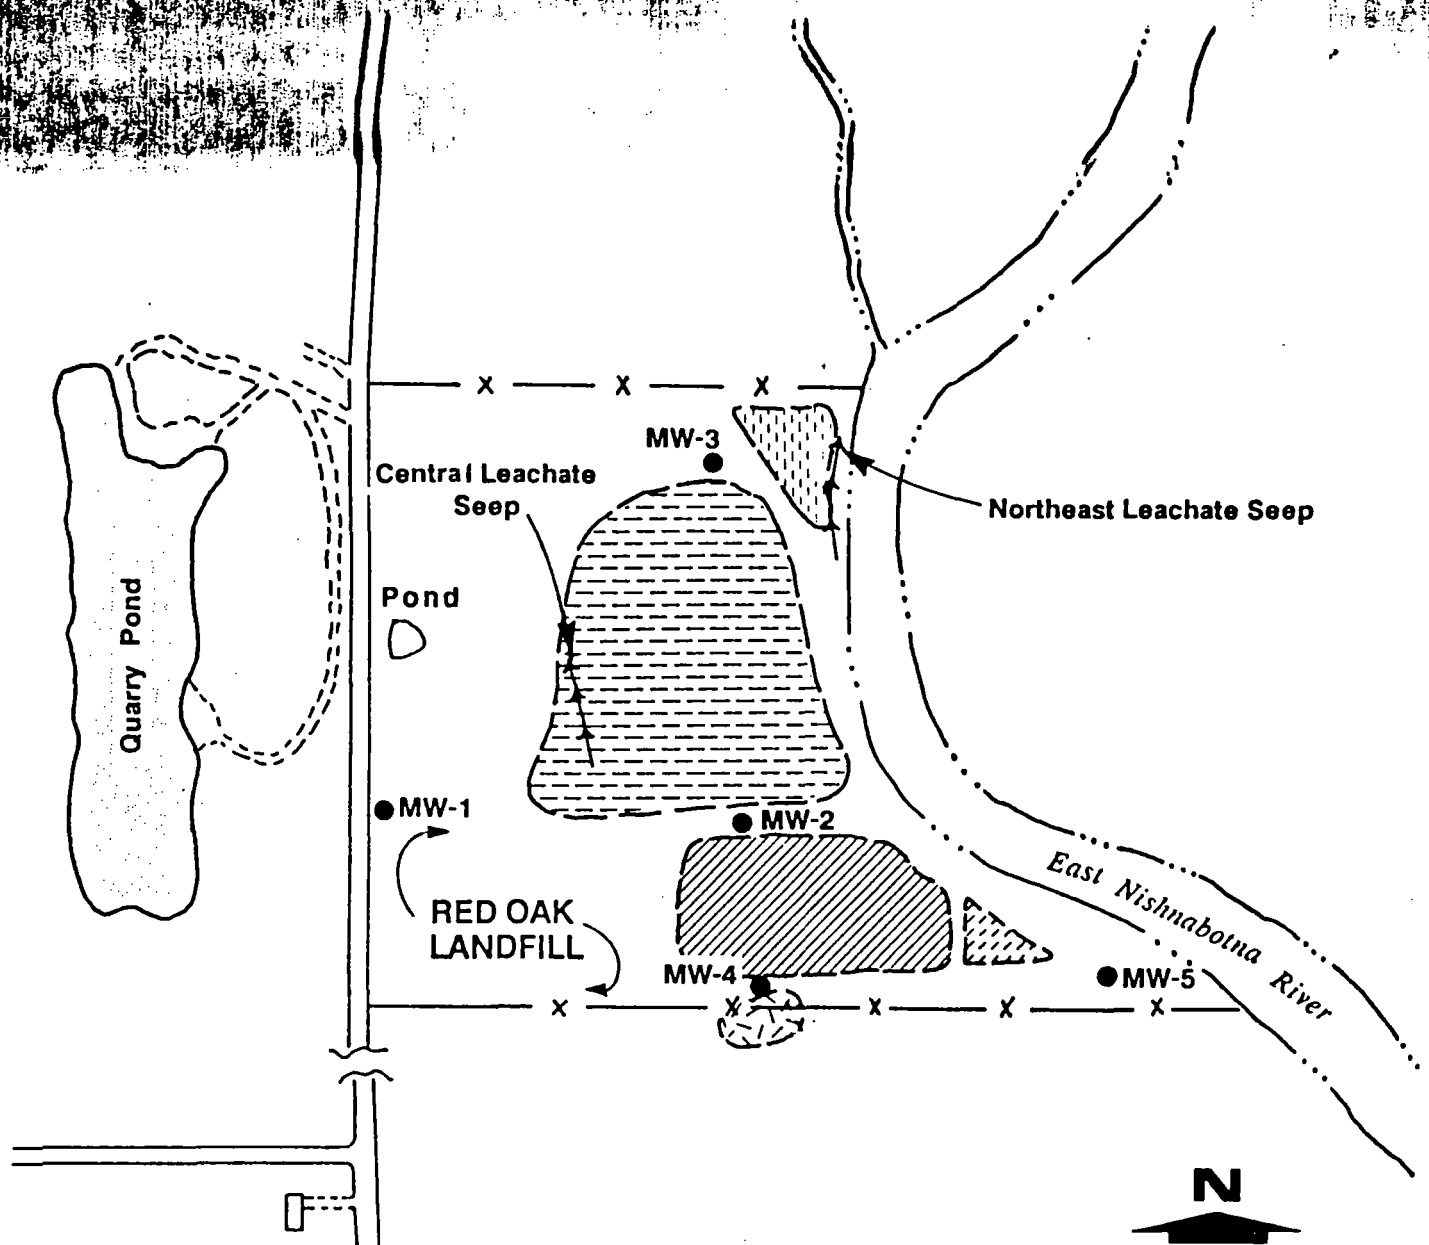 MW-3
Central Leachate
Seep
Northeast Leachate Seep
Pond
Quarry Pond
MW-1
MW-2
East Nishnabotna River
RED OAK
LANDFILL
MW-4
MW-5
N